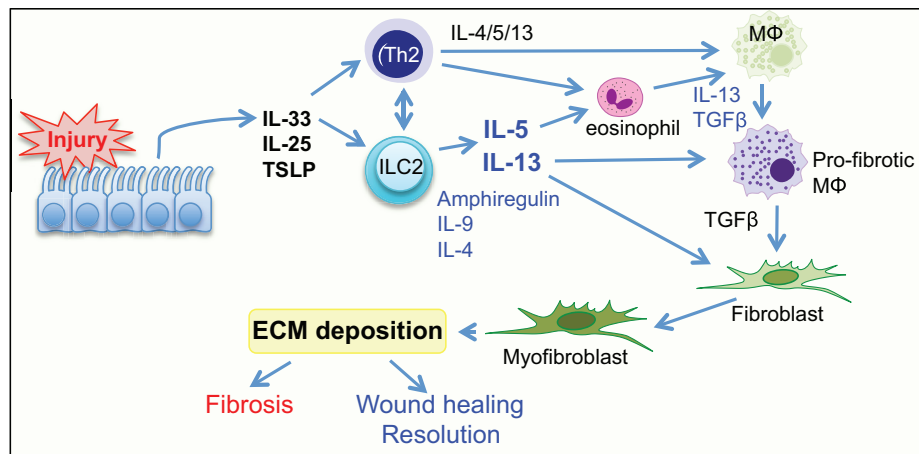 Injury
IL-33
IL-25
TSLP
(Th2
ILC2
IL-4/5/13
IL-5
IL-13
Amphiregulin
IL-9
IL-4
eosinophil
MΦ
IL-13
TGFβ
Pro-fibrotic
MΦ
TGFβ
Fibroblast
Myofibroblast
ECM deposition
Fibrosis
Wound healing
Resolution